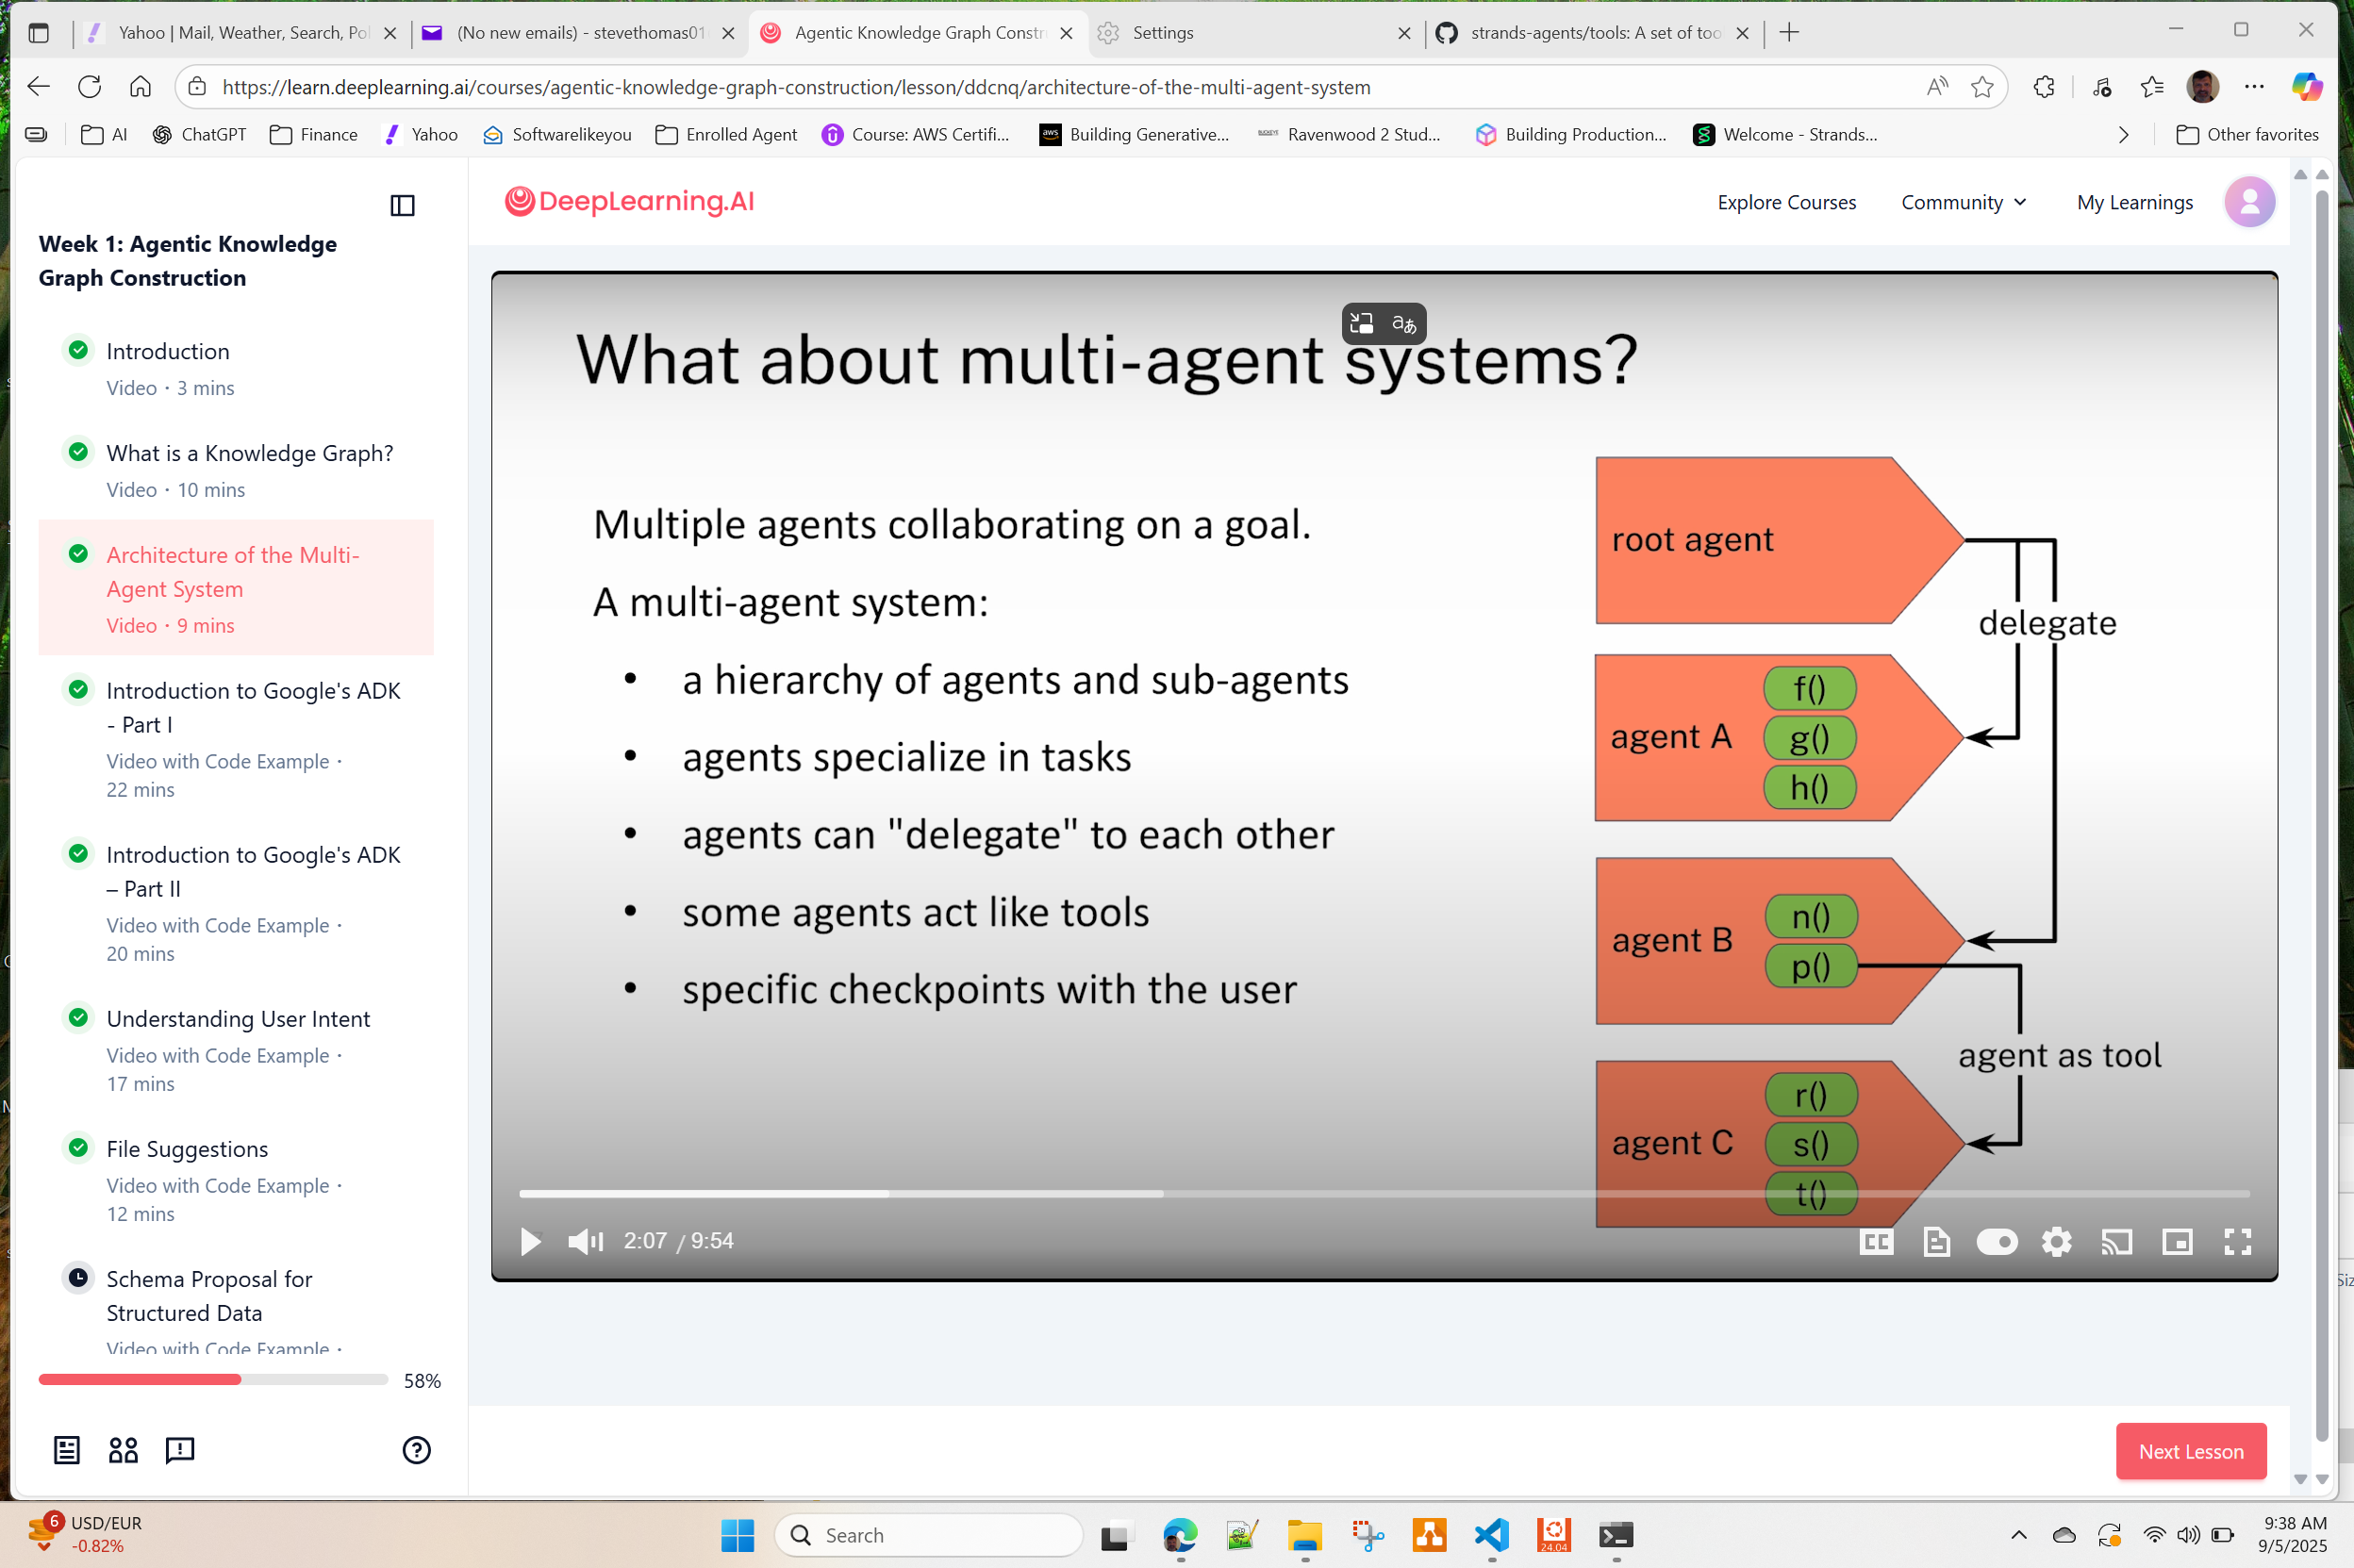 Yahoo | Mail, Weather, Search, Pol
(No new emails) - stevethomas01
Agentic Knowledge Graph Constr
Settings
strands-agents/tools: A set of too
https://learn.deeplearning.ai/courses/agentic-knowledge-graph-construction/lesson/ddcnq/architecture-of-the-multi-agent-system
AI
ChatGPT
Finance
Yahoo
Softwarelikeyou
Enrolled Agent
Course: AWS Certifi...
aws
Building Generative...
Ravenwood 2 Stud...
Building Production...
Welcome - Strands...
Other favorites
Week 1: Agentic Knowledge
Graph Construction
Introduction
Video · 3 mins
What is a Knowledge Graph?
Video · 10 mins
Architecture of the Multi-
Agent System
Video · 9 mins
Introduction to Google's ADK
- Part I
Video with Code Example ·
22 mins
Introduction to Google's ADK
– Part II
Video with Code Example ·
20 mins
Understanding User Intent
Video with Code Example ·
17 mins
File Suggestions
Video with Code Example ·
12 mins
Schema Proposal for
Structured Data
Video with Code Example ·
58%
DeepLearning.AI
Explore Courses
Community
My Learnings
What about multi-agent systems?
Multiple agents collaborating on a goal.
A multi-agent system:
• a hierarchy of agents and sub-agents
• agents specialize in tasks
• agents can "delegate" to each other
• some agents act like tools
• specific checkpoints with the user
root agent
delegate
agent A
f()
g()
h()
agent B
n()
p()
agent as tool
agent C
r()
s()
t()
2:07 / 9:54
CC
Next Lesson
6
USD/EUR
-0.82%
Search
24.04
9:38 AM
9/5/2025